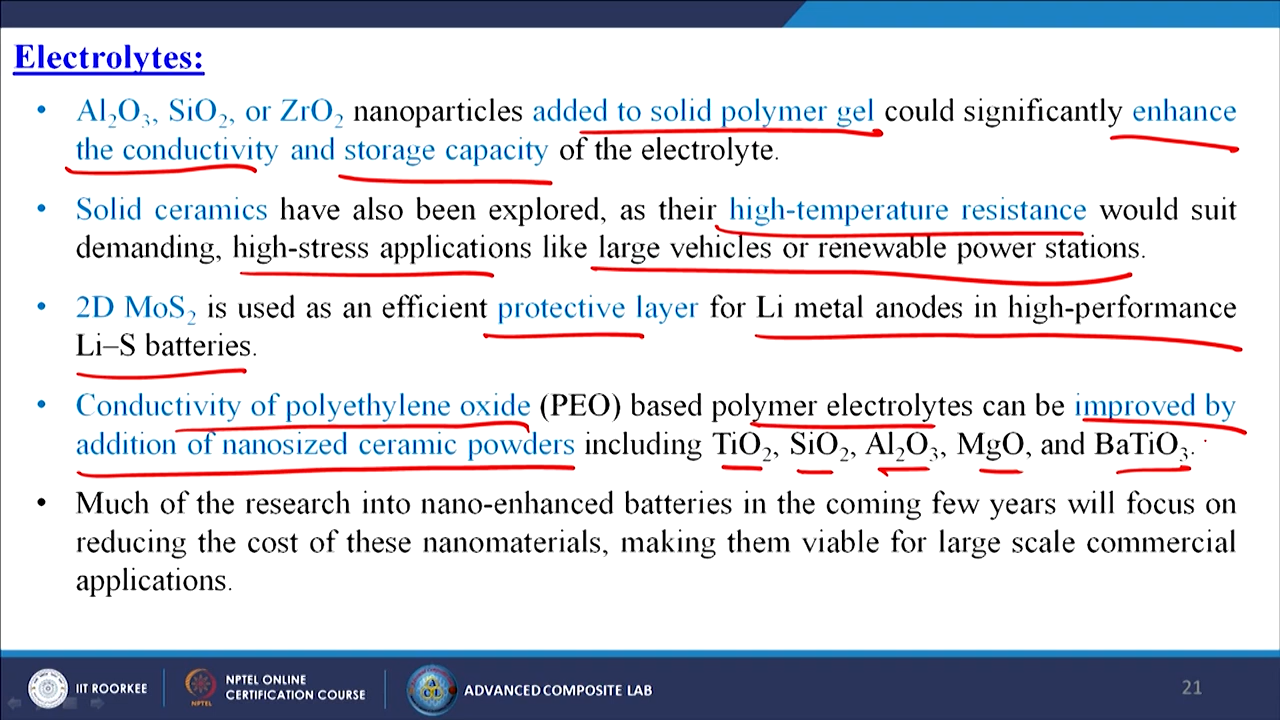 Electrolytes:
• Al₂O₃, SiO₂, or ZrO₂ nanoparticles added to solid polymer gel could significantly enhance
the conductivity and storage capacity of the electrolyte.
• Solid ceramics have also been explored, as their high-temperature resistance would suit
demanding, high-stress applications like large vehicles or renewable power stations.
• 2D MoS₂ is used as an efficient protective layer for Li metal anodes in high-performance
Li–S batteries.
• Conductivity of polyethylene oxide (PEO) based polymer electrolytes can be improved by
addition of nanosized ceramic powders including TiO₂, SiO₂, Al₂O₃, MgO, and BaTiO₃.
• Much of the research into nano-enhanced batteries in the coming few years will focus on
reducing the cost of these nanomaterials, making them viable for large scale commercial
applications.
IIT ROORKEE
NPTEL
NPTEL ONLINE
CERTIFICATION COURSE
ACL
ADVANCED COMPOSITE LAB
21